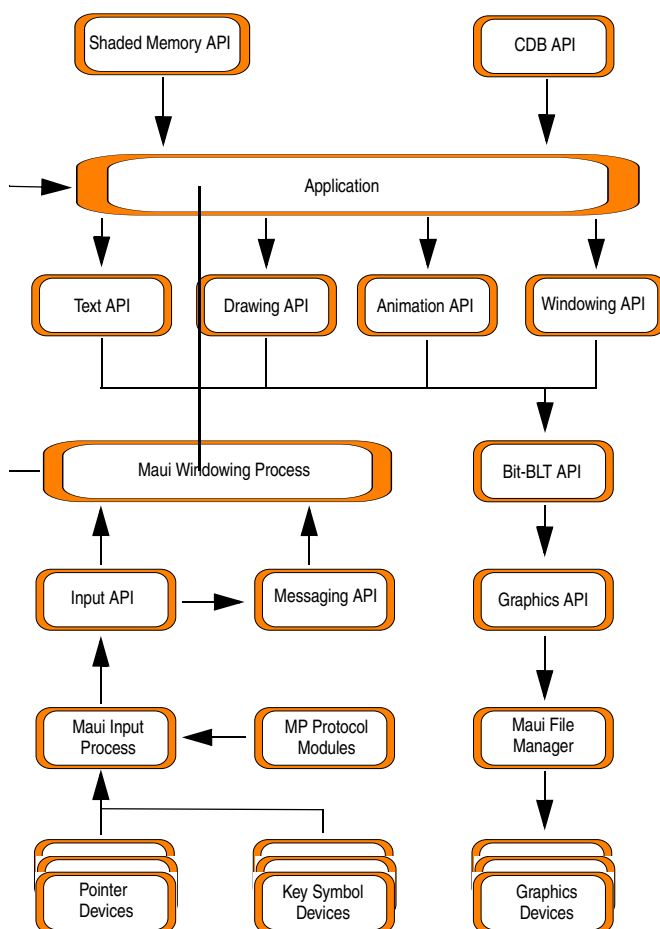 Shaded Memory API
CDB API
Application
Text API
Drawing API
Animation API
Windowing API
Maui Windowing Process
Bit-BLT API
Input API
Messaging API
Graphics API
Maui Input
Process
MP Protocol
Modules
Maui File
Manager
Pointer
Devices
Key Symbol
Devices
Graphics
Devices